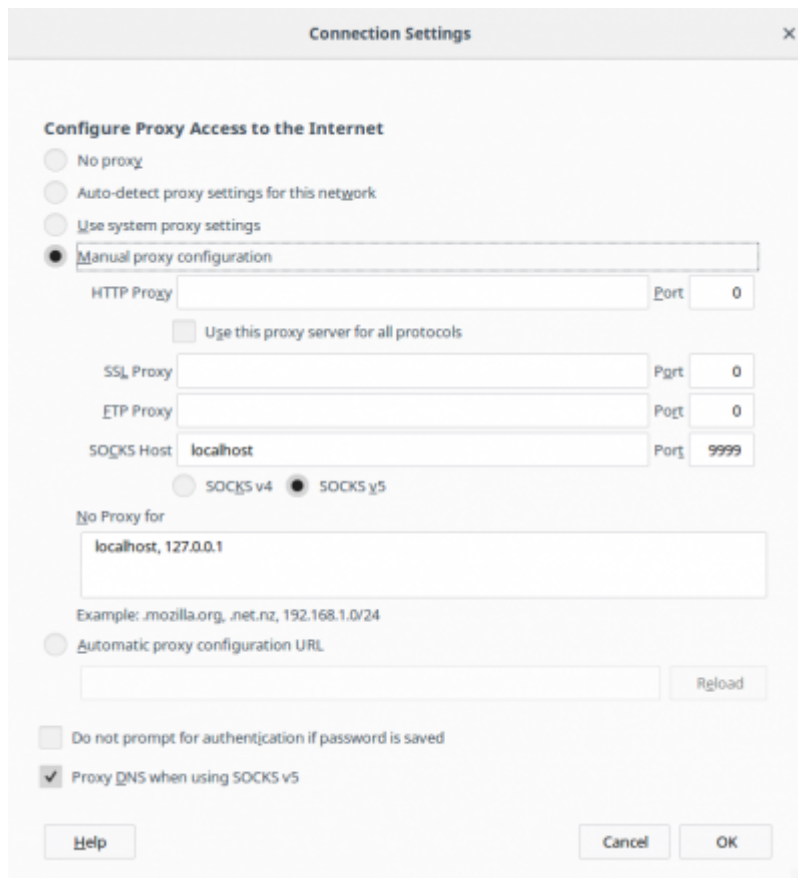 Connection Settings
Configure Proxy Access to the Internet
No proxy
Auto-detect proxy settings for this network
Use system proxy settings
Manual proxy configuration
HTTP Proxy Port 0
Use this proxy server for all protocols
SSL Proxy Port 0
FTP Proxy Port 0
SOCKS Host localhost Port 9999
SOCKS v4 SOCKS v5
No Proxy for
localhost, 127.0.0.1
Example: .mozilla.org, .net.nz, 192.168.1.0/24
Automatic proxy configuration URL
Reload
Do not prompt for authentication if password is saved
Proxy DNS when using SOCKS v5
Help Cancel OK